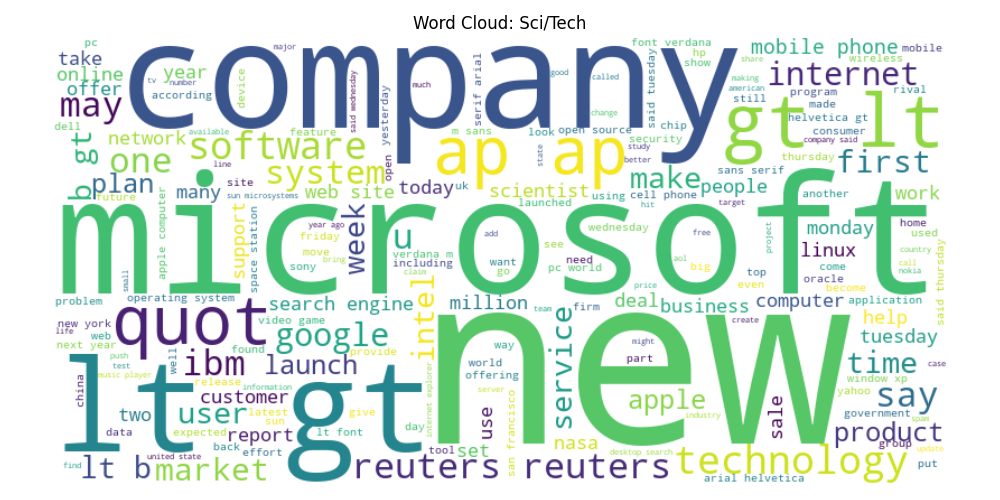 Word Cloud: Sci/Tech
company
microsoft
new
lt gt
gt lt
ap ap
quot
reuters reuters
software
system
internet
mobile phone
technology
product
market
google
ibm
launch
intel
service
apple
time
say
first
make
one
may
b gt
lt b
user
u
week
plan
network
online
offer
take
year
according
pc
tv
number
major
device
said wednesday
yesterday
much
serif arial
good
called
font verdana
hp
show
said tuesday
mobile
wireless
share
making
american
still
program
made
rival
helvetica gt
consumer
company said
dell
available
feature
line
open
m sans
look
open source
chip
security
change
state
study
better
thursday
sans serif
future
many
site
sun microsystems
web site
today
uk
scientist
launched
using
cell phone
hit
people
target
another
work
apple computer
space station
support
year ago
friday
move
bring
sony
verdana m
including
claim
add
want
go
see
need
pc world
wednesday
free
aol
big
project
top
even
monday
linux
come
oracle
become
home
used
country
call
nokia
said thursday
problem
small
operating system
search engine
million
team
firm
price
deal
business
computer
application
new york
life
web
next year
video game
found
provide
well
push
test
music player
release
information
customer
latest
sun
give
way
world
offering
internet explorer
server
might
part
create
help
tuesday
case
window xp
yahoo
government
spam
china
two
data
expected
report
lt font
day
back
effort
tool
set
use
san francisco
nasa
sale
industry
desktop search
group
update
put
find
united state
arial helvetica